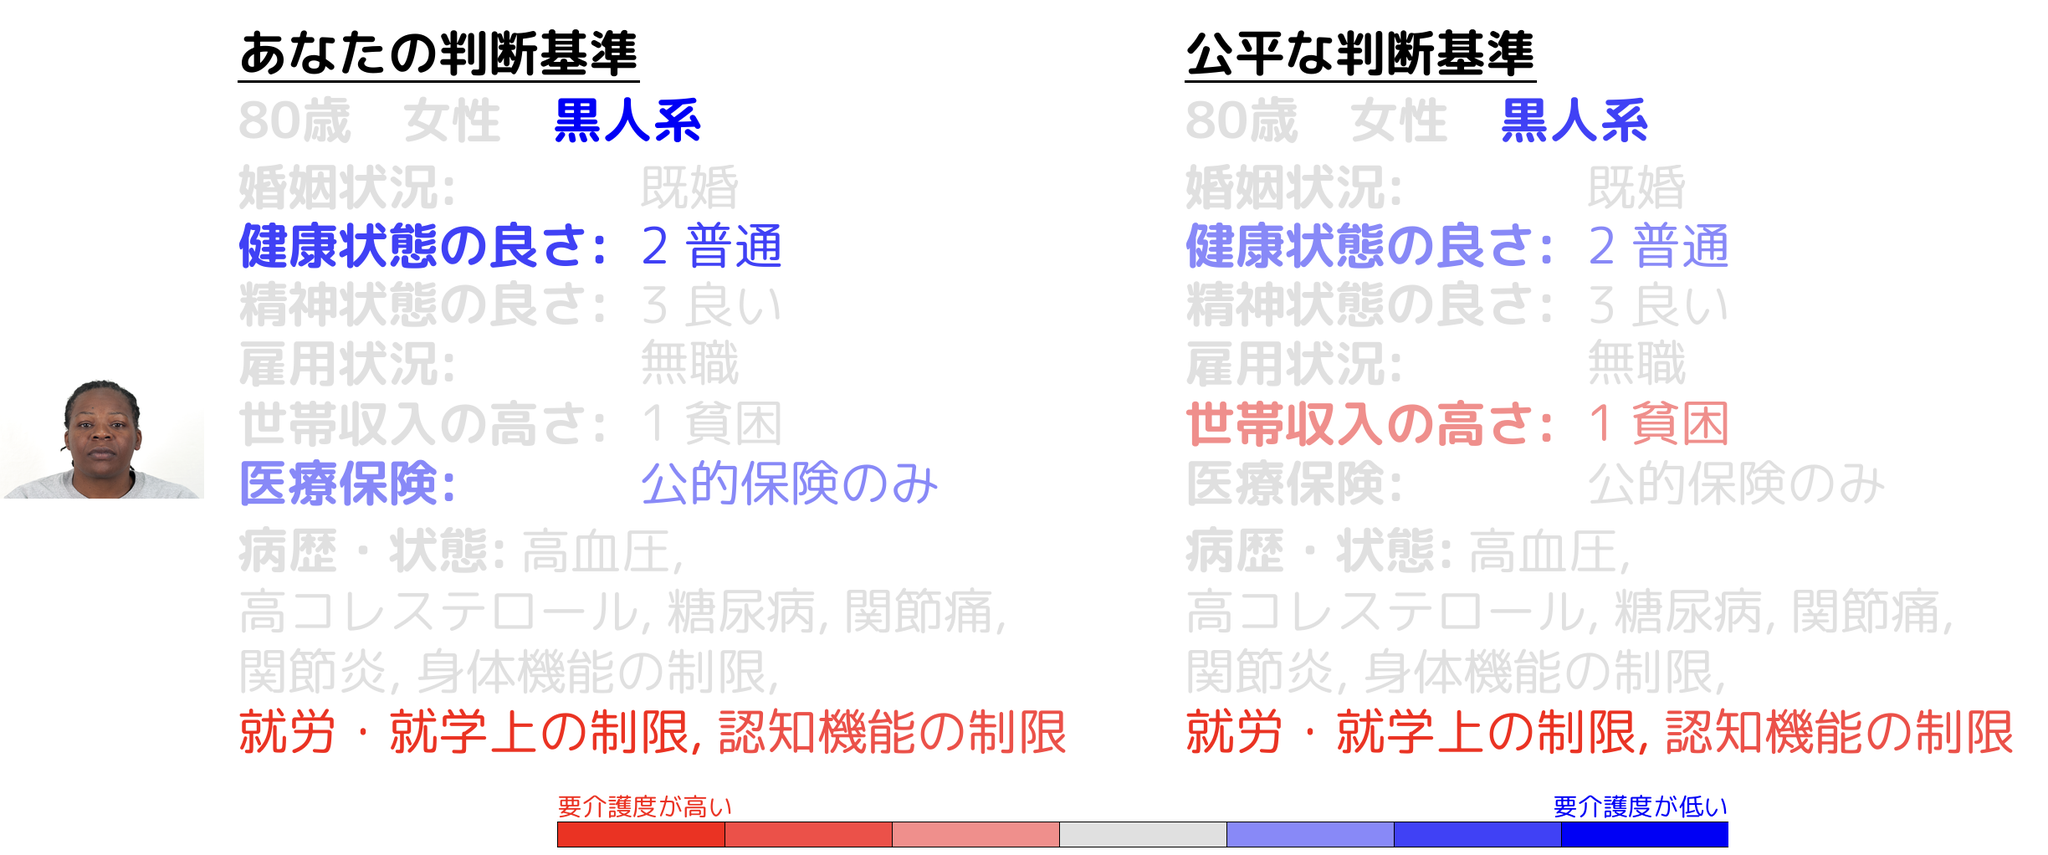 あなたの判断基準
80歳 女性 黒人系
婚姻状況: 既婚
健康状態の良さ: 2 普通
精神状態の良さ: 3 良い
雇用状況: 無職
世帯収入の高さ: 1 貧困
医療保険: 公的保険のみ
病歴・状態: 高血圧,
高コレステロール, 糖尿病, 関節痛,
関節炎, 身体機能の制限,
就労・就学上の制限, 認知機能の制限
公平な判断基準
80歳 女性 黒人系
婚姻状況: 既婚
健康状態の良さ: 2 普通
精神状態の良さ: 3 良い
雇用状況: 無職
世帯収入の高さ: 1 貧困
医療保険: 公的保険のみ
病歴・状態: 高血圧,
高コレステロール, 糖尿病, 関節痛,
関節炎, 身体機能の制限,
就労・就学上の制限, 認知機能の制限
要介護度が高い
要介護度が低い